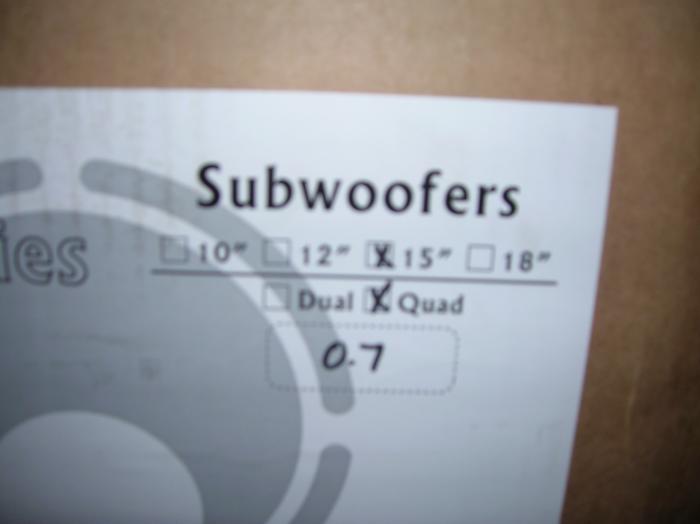 Subwoofers
ies
10" 12" X 15" 18"
Dual X Quad
0.7